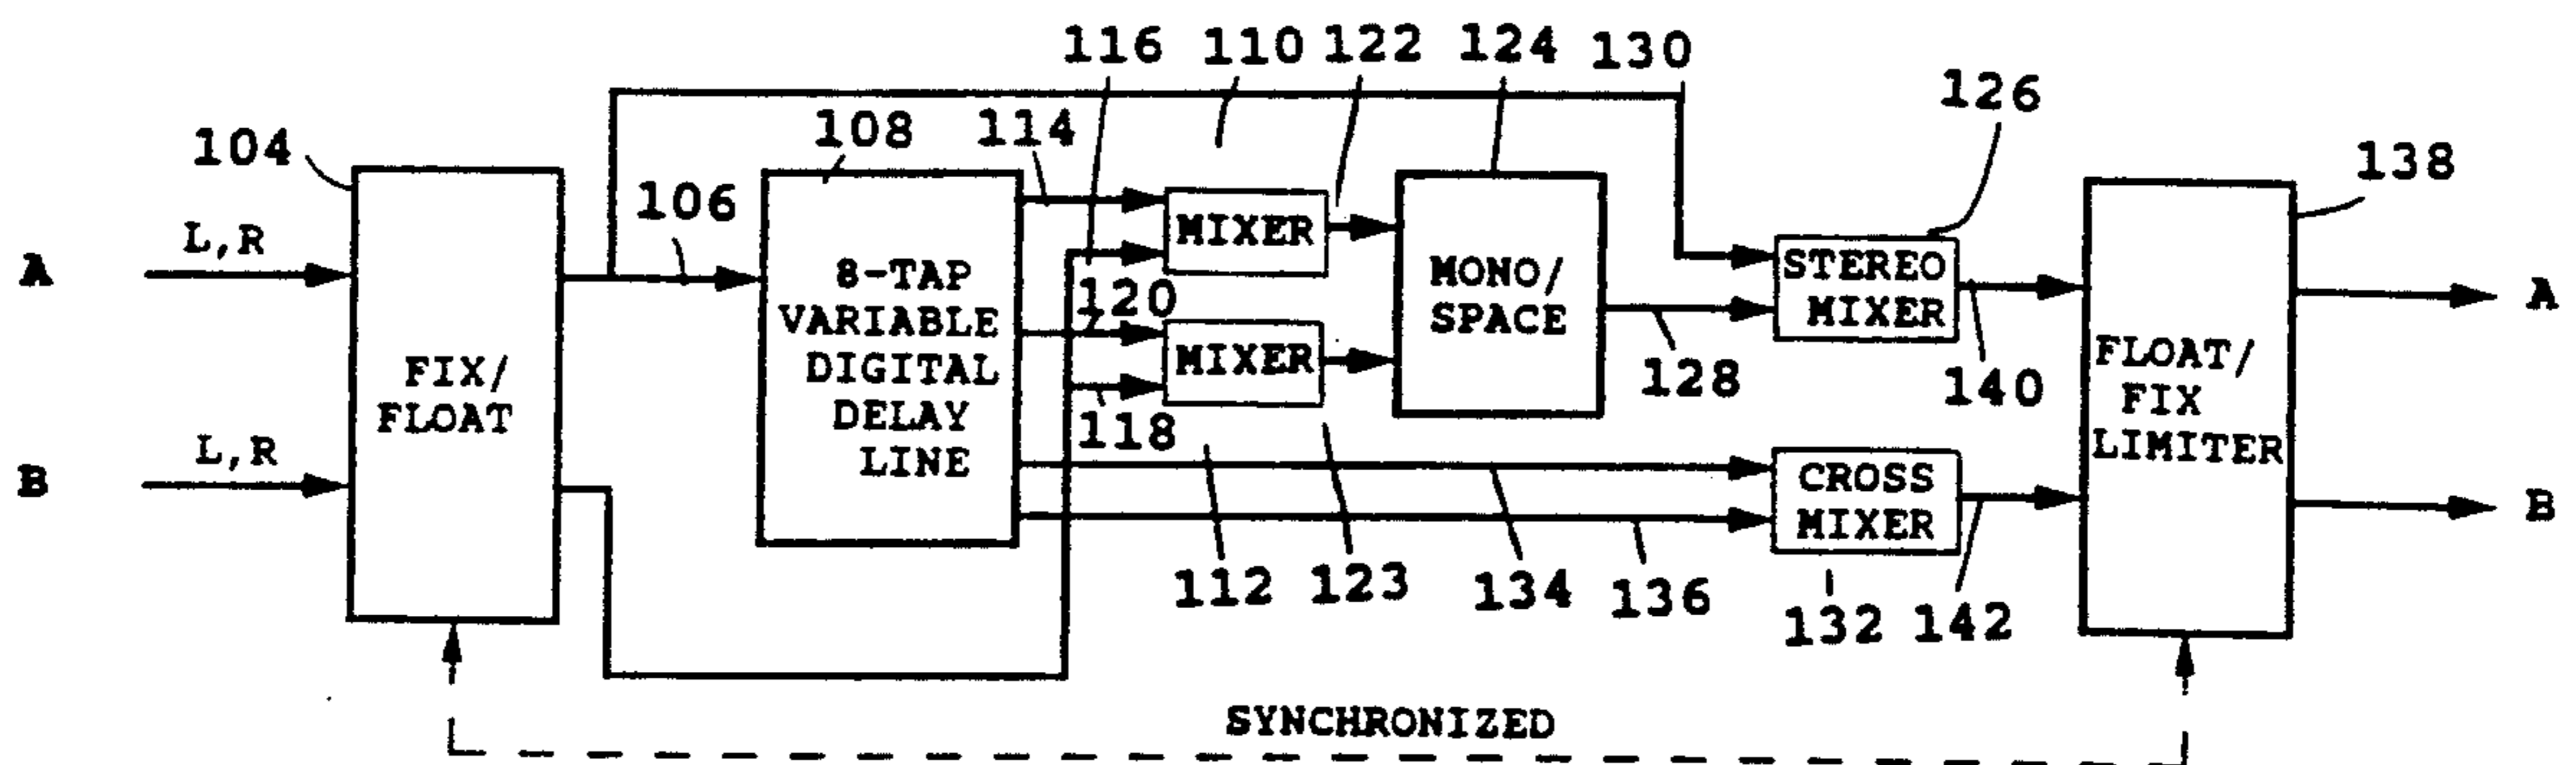 116 110 122 124 130
126
104 108 114 138
106
L,R
A
MIXER
STEREO
MIXER
A
8-TAP
VARIABLE
DIGITAL
DELAY
LINE
120
MONO/
SPACE
MIXER
128
140
FIX/
FLOAT
FLOAT/
FIX
LIMITER
118
L,R
B
CROSS
MIXER
B
112 123 134 136
132 142
SYNCHRONIZED